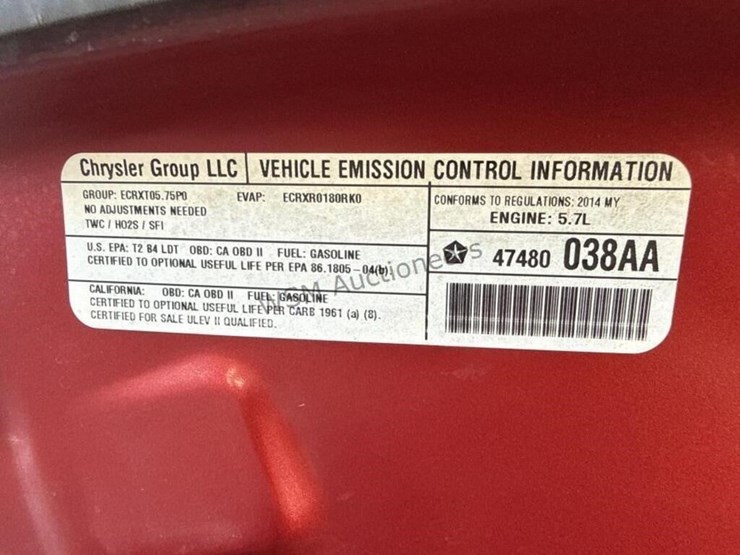 Chrysler Group LLC VEHICLE EMISSION CONTROL INFORMATION
GROUP: ECRXT05.75P0 EVAP: ECRXR0180RK0
NO ADJUSTMENTS NEEDED
TWC / HO2S / SFI
CONFORMS TO REGULATIONS: 2014 MY
ENGINE: 5.7L
U.S. EPA: T2 B4 LDT OBD: CA OBD II FUEL: GASOLINE
CERTIFIED TO OPTIONAL USEFUL LIFE PER EPA 86.1805-04(b).
47480 038AA
CALIFORNIA: OBD: CA OBD II FUEL: GASOLINE
CERTIFIED TO OPTIONAL USEFUL LIFE PER CARB 1961 (a) (8).
CERTIFIED FOR SALE ULEV II QUALIFIED.
WSM Auctioneers